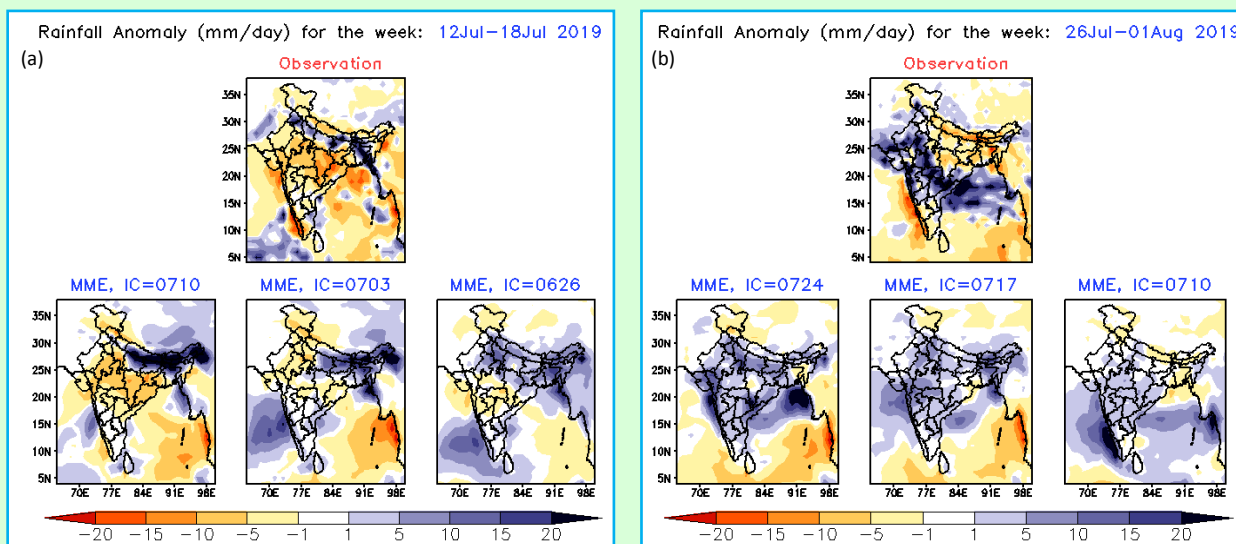 Rainfall Anomaly (mm/day) for the week: 12Jul-18Jul 2019
(a)
Observation
35N
30N
25N
20N
15N
10N
5N
MME, IC=0710 MME, IC=0703 MME, IC=0626
35N
30N
25N
20N
15N
10N
5N
70E 77E 84E 91E 98E 70E 77E 84E 91E 98E 70E 77E 84E 91E 98E
-20 -15 -10 -5 -1 1 5 10 15 20
Rainfall Anomaly (mm/day) for the week: 26Jul-01Aug 2019
(b)
Observation
35N
30N
25N
20N
15N
10N
5N
MME, IC=0724 MME, IC=0717 MME, IC=0710
35N
30N
25N
20N
15N
10N
5N
70E 77E 84E 91E 98E 70E 77E 84E 91E 98E 70E 77E 84E 91E 98E
-20 -15 -10 -5 -1 1 5 10 15 20